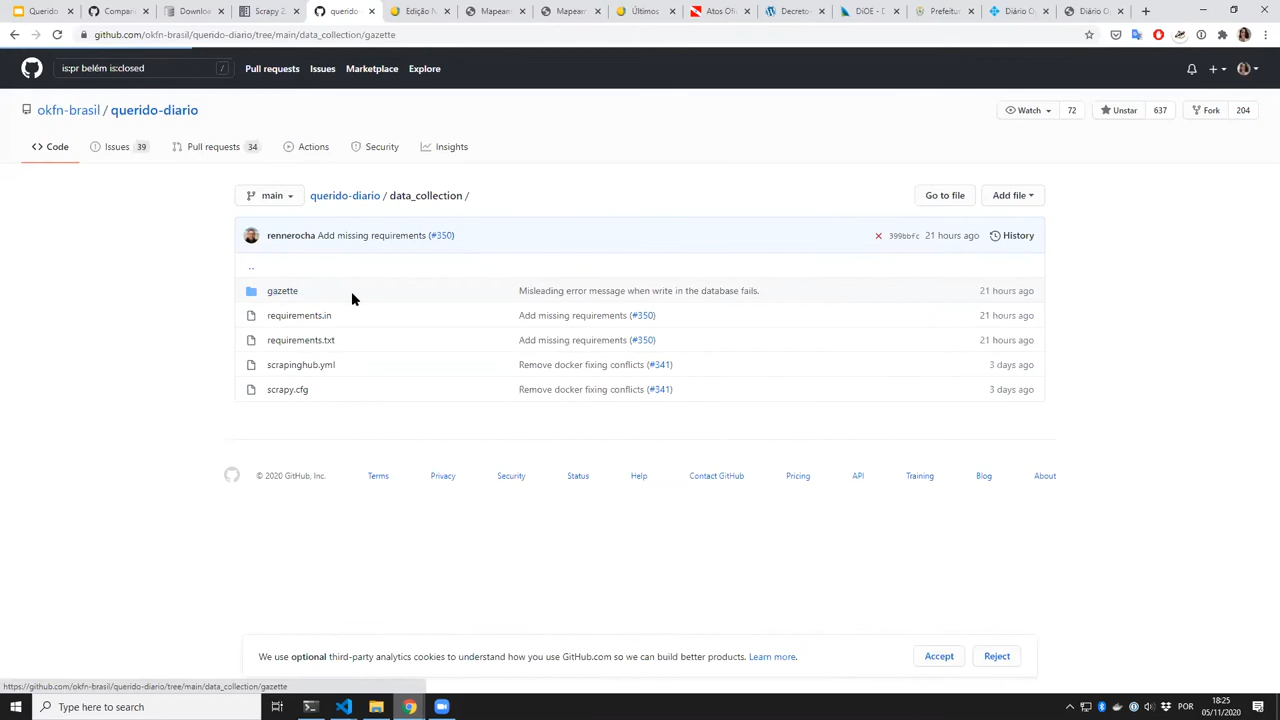 Querido
Compare
Downloa
Scrapy 2.
querido-
Edição N
Mapeam
Mapeam
Últimos
Atos Ofi
Decreto-
DiOE - D
Prefeitur
Diário O
Diário O
github.com/okfn-brasil/querido-diario/tree/main/data_collection/gazette
is:pr belém is:closed
/
Pull requests
Issues
Marketplace
Explore
okfn-brasil / querido-diario
Watch 72
Unstar 637
Fork 204
Code
Issues 39
Pull requests 34
Actions
Security
Insights
main
querido-diario / data_collection /
Go to file
Add file
rennerocha Add missing requirements (#350)
399bbfc 21 hours ago
History
..
gazette Misleading error message when write in the database fails. 21 hours ago
requirements.in Add missing requirements (#350) 21 hours ago
requirements.txt Add missing requirements (#350) 21 hours ago
scrapinghub.yml Remove docker fixing conflicts (#341) 3 days ago
scrapy.cfg Remove docker fixing conflicts (#341) 3 days ago
© 2020 GitHub, Inc.
Terms
Privacy
Security
Status
Help
Contact GitHub
Pricing
API
Training
Blog
About
We use optional third-party analytics cookies to understand how you use GitHub.com so we can build better products. Learn more.
Accept
Reject
https://github.com/okfn-brasil/querido-diario/tree/main/data_collection/gazette
Type here to search
POR
18:25
05/11/2020